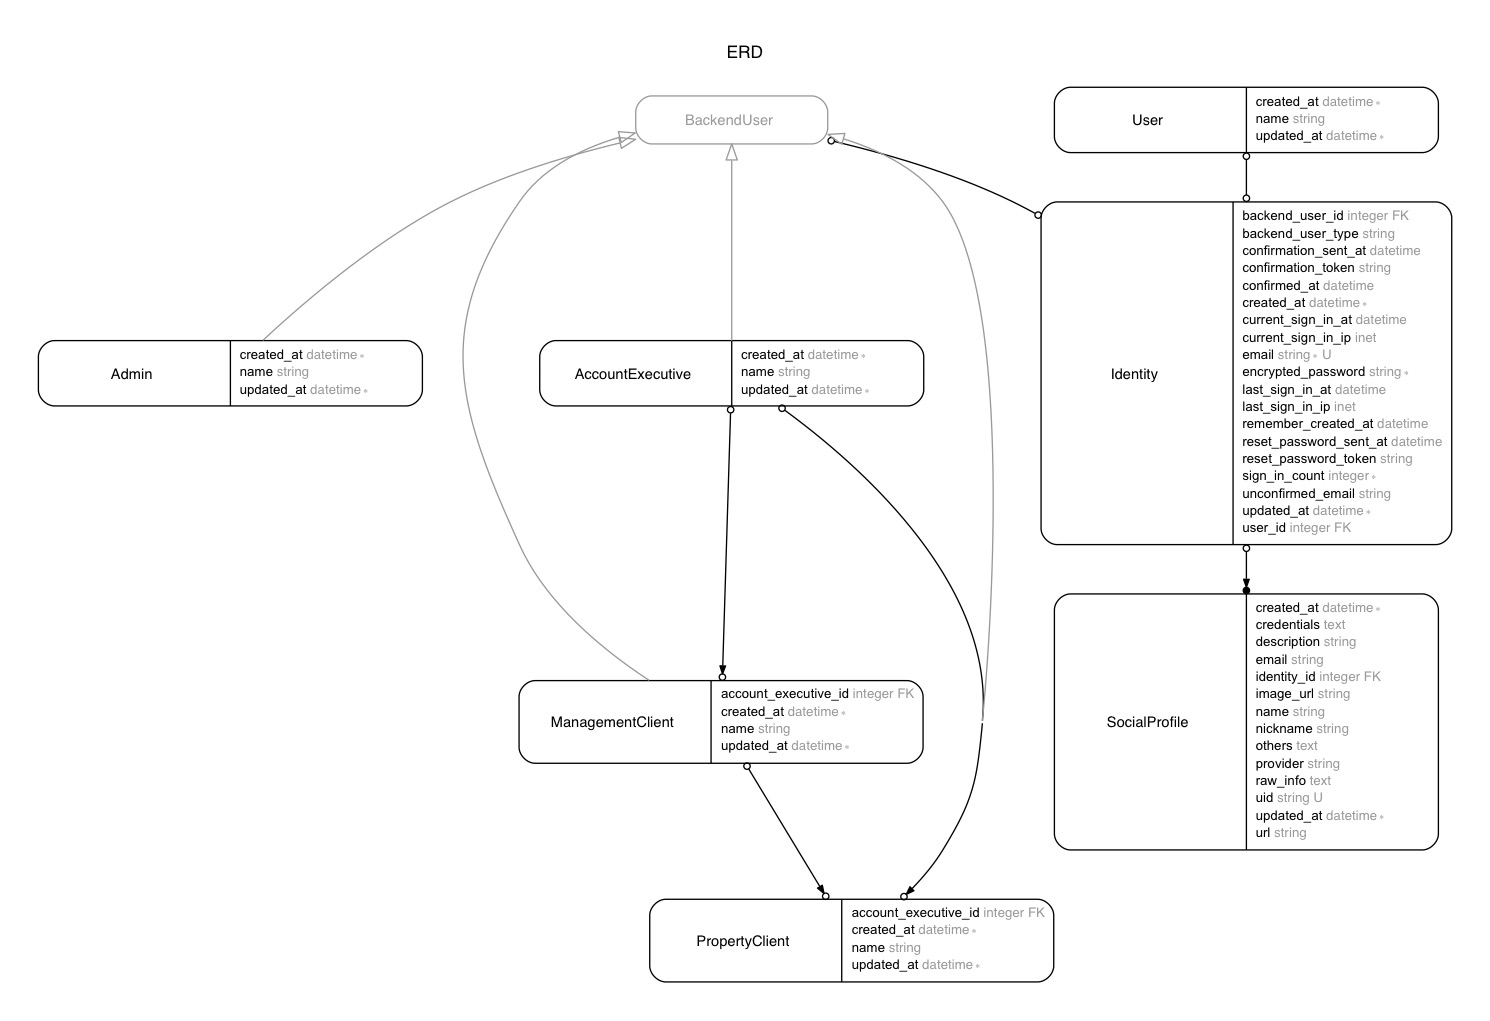 ERD
BackendUser
User
created_at datetime *
name string
updated_at datetime *
Identity
backend_user_id integer FK
backend_user_type string
confirmation_sent_at datetime
confirmation_token string
confirmed_at datetime
created_at datetime *
current_sign_in_at datetime
current_sign_in_ip inet
email string * U
encrypted_password string *
last_sign_in_at datetime
last_sign_in_ip inet
remember_created_at datetime
reset_password_sent_at datetime
reset_password_token string
sign_in_count integer *
unconfirmed_email string
updated_at datetime *
user_id integer FK
Admin
created_at datetime *
name string
updated_at datetime *
AccountExecutive
created_at datetime *
name string
updated_at datetime *
ManagementClient
account_executive_id integer FK
created_at datetime *
name string
updated_at datetime *
SocialProfile
created_at datetime *
credentials text
description string
email string
identity_id integer FK
image_url string
name string
nickname string
others text
provider string
raw_info text
uid string U
updated_at datetime *
url string
PropertyClient
account_executive_id integer FK
created_at datetime *
name string
updated_at datetime *